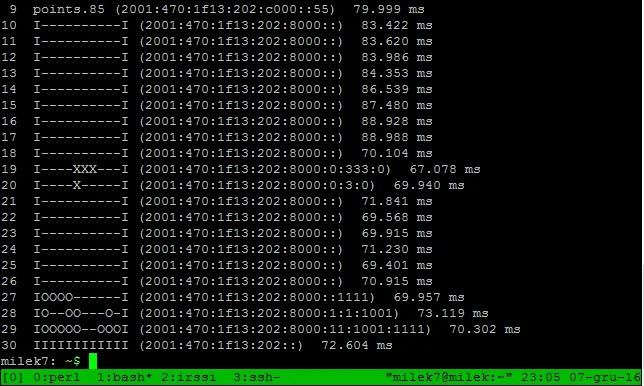 9 points.85 (2001:470:1f13:202:c000::55) 79.999 ms
10 I----------I (2001:470:1f13:202:8000::) 83.422 ms
11 I----------I (2001:470:1f13:202:8000::) 83.620 ms
12 I----------I (2001:470:1f13:202:8000::) 83.986 ms
13 I----------I (2001:470:1f13:202:8000::) 84.353 ms
14 I----------I (2001:470:1f13:202:8000::) 86.539 ms
15 I----------I (2001:470:1f13:202:8000::) 87.480 ms
16 I----------I (2001:470:1f13:202:8000::) 88.928 ms
17 I----------I (2001:470:1f13:202:8000::) 88.988 ms
18 I----------I (2001:470:1f13:202:8000::) 70.104 ms
19 I----XXX---I (2001:470:1f13:202:8000:0:333:0) 67.078 ms
20 I----X-----I (2001:470:1f13:202:8000:0:3:0) 69.940 ms
21 I----------I (2001:470:1f13:202:8000::) 71.841 ms
22 I----------I (2001:470:1f13:202:8000::) 69.568 ms
23 I----------I (2001:470:1f13:202:8000::) 69.915 ms
24 I----------I (2001:470:1f13:202:8000::) 71.230 ms
25 I----------I (2001:470:1f13:202:8000::) 69.401 ms
26 I----------I (2001:470:1f13:202:8000::) 70.915 ms
27 IOOOO------I (2001:470:1f13:202:8000::1111) 69.957 ms
28 IO--OO---O-I (2001:470:1f13:202:8000:1:1:1001) 73.119 ms
29 IOOOOO--OOOI (2001:470:1f13:202:8000:11:1001:1111) 70.302 ms
30 IIIIIIIIIIII (2001:470:1f13:202::) 72.604 ms
milek7: ~$
[0] 0:perl 1:bash* 2:irssi 3:ssh- "milek7@milek:~" 23:05 07-gru-16